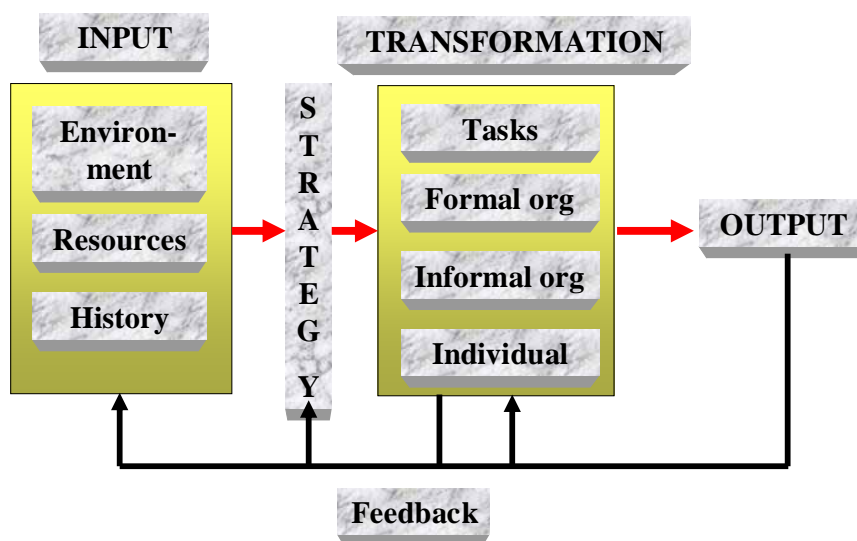 INPUT
TRANSFORMATION
Environ-
ment
Resources
History
S
T
R
A
T
E
G
Y
Tasks
Formal org
Informal org
Individual
OUTPUT
Feedback